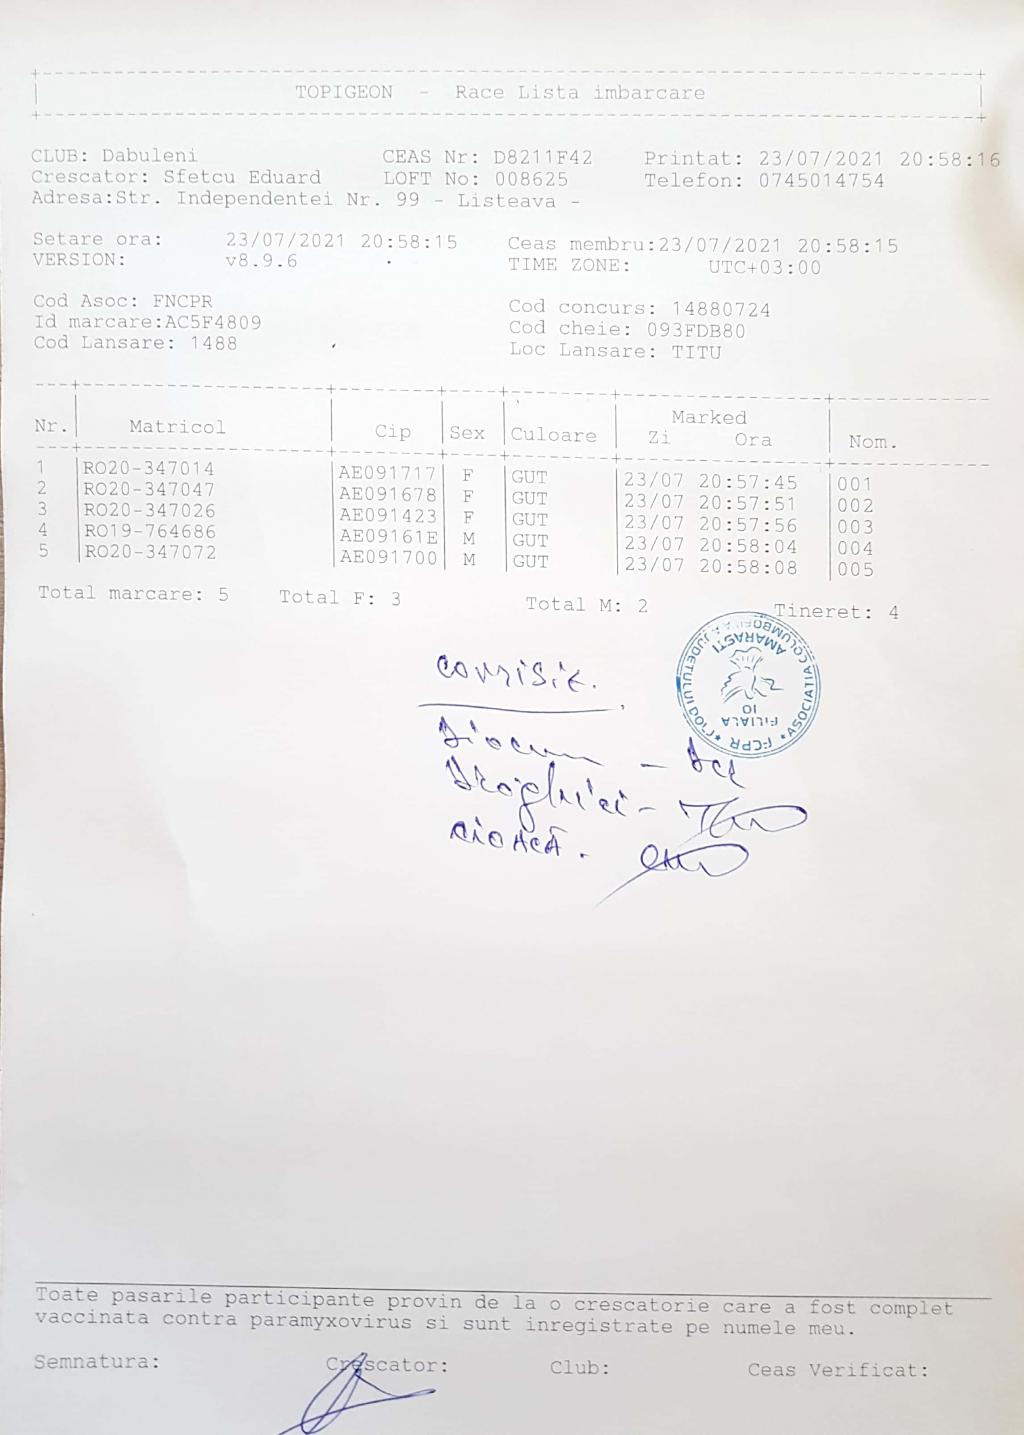 TOPIGEON - Race Lista imbarcare
CLUB: Dabuleni CEAS Nr: D8211F42 Printat: 23/07/2021 20:58:16
Crescator: Sfetcu Eduard LOFT No: 008625 Telefon: 0745014754
Adresa:Str. Independentei Nr. 99 - Listeava -
Setare ora: 23/07/2021 20:58:15 Ceas membru:23/07/2021 20:58:15
VERSION: v8.9.6 TIME ZONE: UTC+03:00
Cod Asoc: FNCPR Cod concurs: 14880724
Id marcare:AC5F4809 Cod cheie: 093FDB80
Cod Lansare: 1488 Loc Lansare: TITU
Nr. Matricol Cip Sex Culoare Marked Zi Ora Nom.
1 RO20-347014 AE091717 F GUT 23/07 20:57:45 001
2 RO20-347047 AE091678 F GUT 23/07 20:57:51 002
3 RO20-347026 AE091423 F GUT 23/07 20:57:56 003
4 RO19-764686 AE09161E M GUT 23/07 20:58:04 004
5 RO20-347072 AE091700 M GUT 23/07 20:58:08 005
Total marcare: 5 Total F: 3 Total M: 2 Tineret: 4
ASOCIATIA COLUMBOFILA A JUDETULUI DOLJ * FCPR *
AMARASTI
FILIALA
10
Droghici -
CIOACĂ.
Toate pasarile participante provin de la o crescatorie care a fost complet
vaccinata contra paramyxovirus si sunt inregistrate pe numele meu.
Semnatura: Crescator: Club: Ceas Verificat: